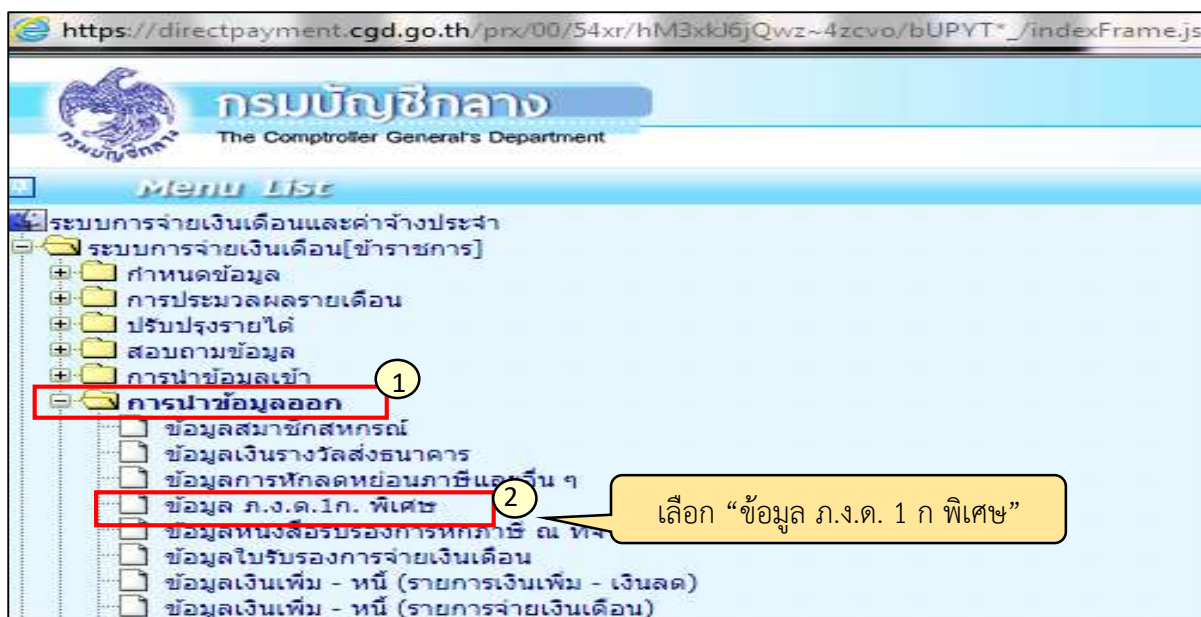 https://directpayment.cgd.go.th/prx/00/54xr/hM3xkJ6jQwz~4zcvo/bUPYT*_/indexFrame.js
กรมบัญชีกลาง
The Comptroller General's Department
กรมบัญชีกลาง
Menu List
ระบบการจ่ายเงินเดือนและค่าจ้างประจำ
ระบบการจ่ายเงินเดือน[ข้าราชการ]
กำหนดข้อมูล
การประมวลผลรายเดือน
ปรับปรุงรายได้
สอบถามข้อมูล
การนำข้อมูลเข้า
1
การนำข้อมูลออก
ข้อมูลสมาชิกสหกรณ์
ข้อมูลเงินรางวัลส่งธนาคาร
ข้อมูลการหักลดหย่อนภาษีและอื่น ๆ
ข้อมูล ภ.ง.ด.1ก. พิเศษ
2
เลือก “ข้อมูล ภ.ง.ด. 1 ก พิเศษ”
ข้อมูลหนังสือรับรองการหักภาษี ณ ที่จ
ข้อมูลใบรับรองการจ่ายเงินเดือน
ข้อมูลเงินเพิ่ม - หนี้ (รายการเงินเพิ่ม - เงินลด)
ข้อมูลเงินเพิ่ม - หนี้ (รายการจ่ายเงินเดือน)